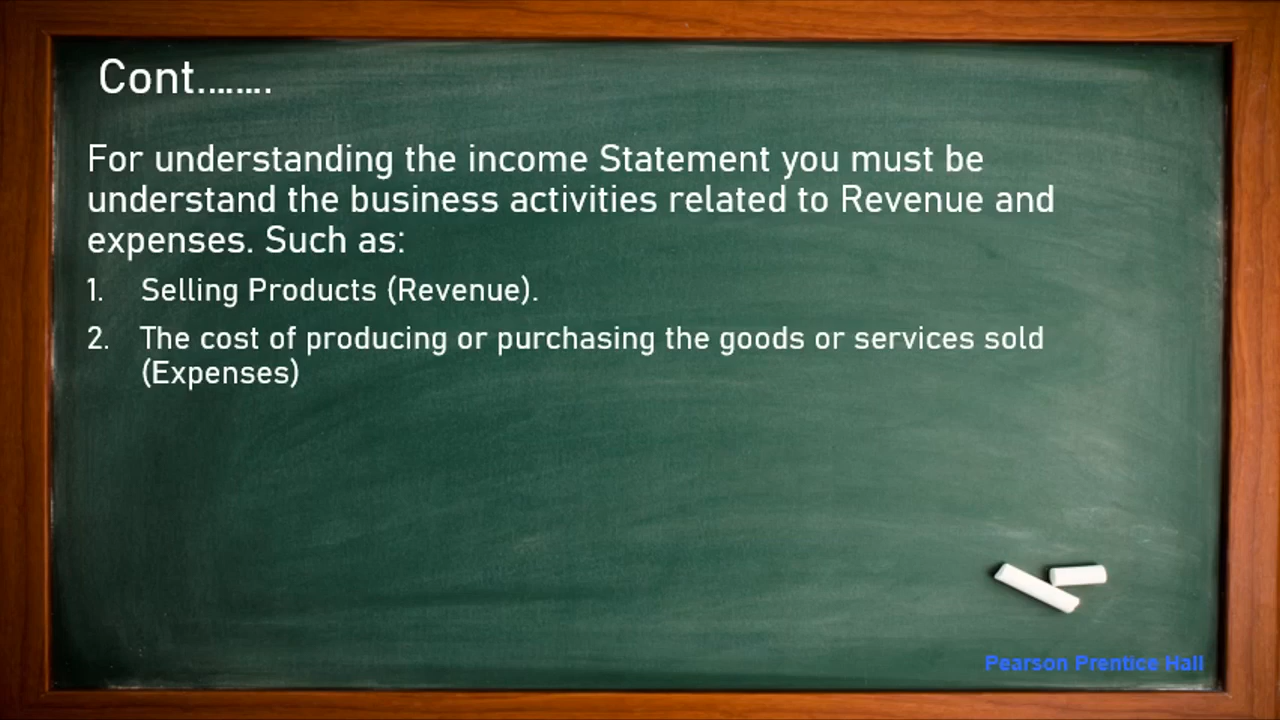 Cont........
For understanding the income Statement you must be
understand the business activities related to Revenue and
expenses. Such as:
1. Selling Products (Revenue).
2. The cost of producing or purchasing the goods or services sold
(Expenses)
Pearson Prentice Hall